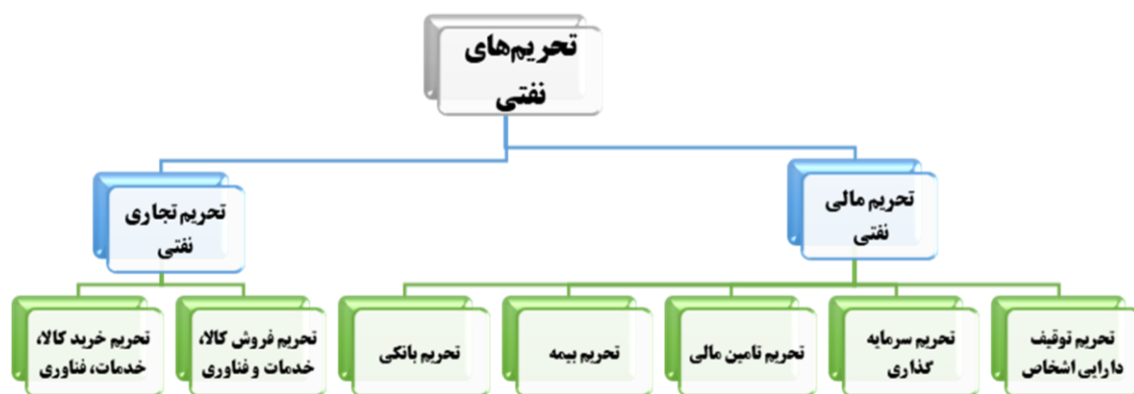 تحریم‌های
نفتی
تحریم مالی
نفتی
تحریم تجاری
نفتی
تحریم توقیف
دارایی اشخاص
تحریم سرمایه
گذاری
تحریم تامین مالی
تحریم بیمه
تحریم بانکی
تحریم فروش کالا،
خدمات و فناوری
تحریم خرید کالا،
خدمات، فناوری